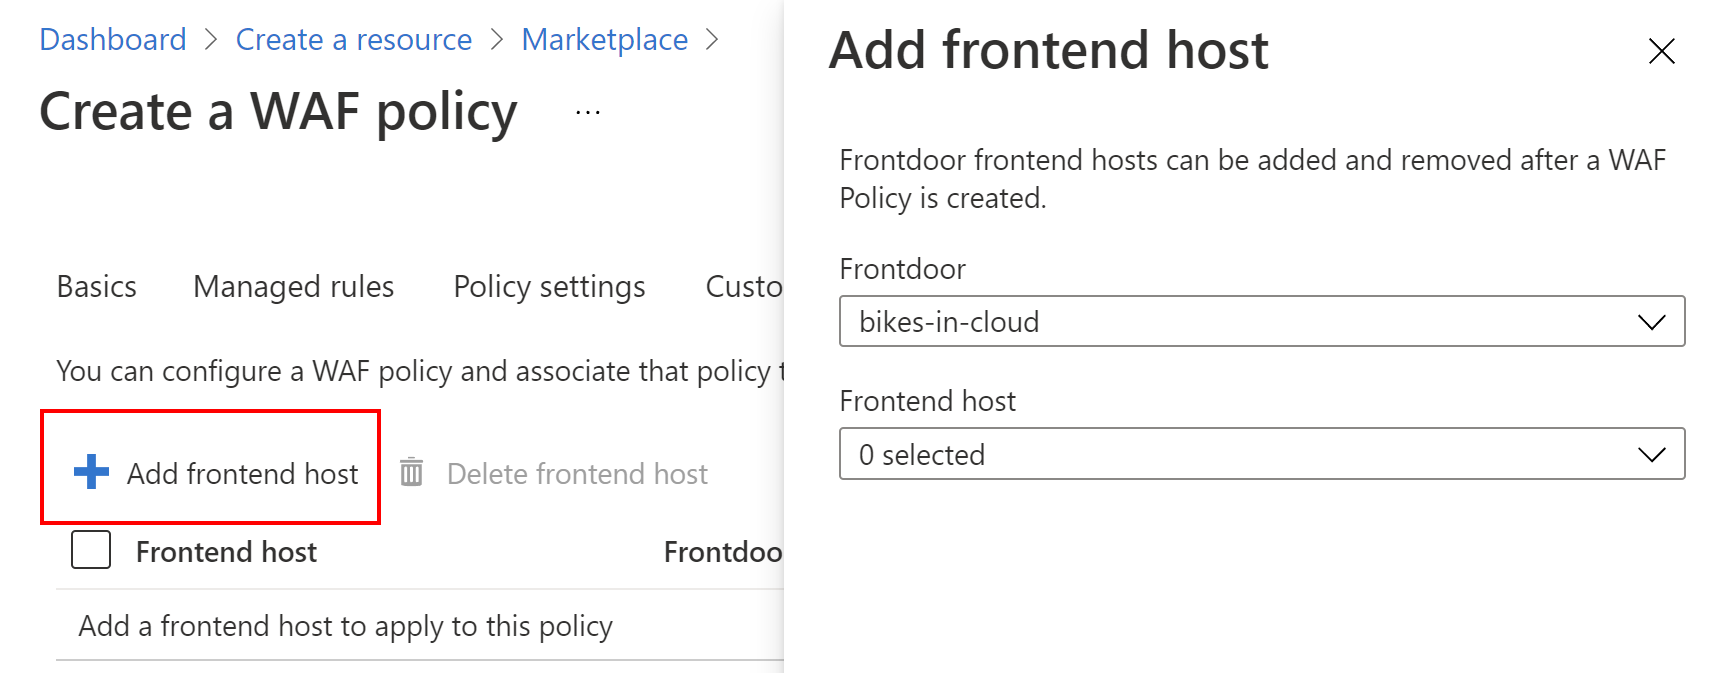 Dashboard > Create a resource > Marketplace >
Create a WAF policy ...
Basics Managed rules Policy settings Custo
You can configure a WAF policy and associate that policy t
Add frontend host Delete frontend host
Frontend host Frontdoo
Add a frontend host to apply to this policy
Add frontend host
Frontdoor frontend hosts can be added and removed after a WAF
Policy is created.
Frontdoor
bikes-in-cloud
Frontend host
0 selected